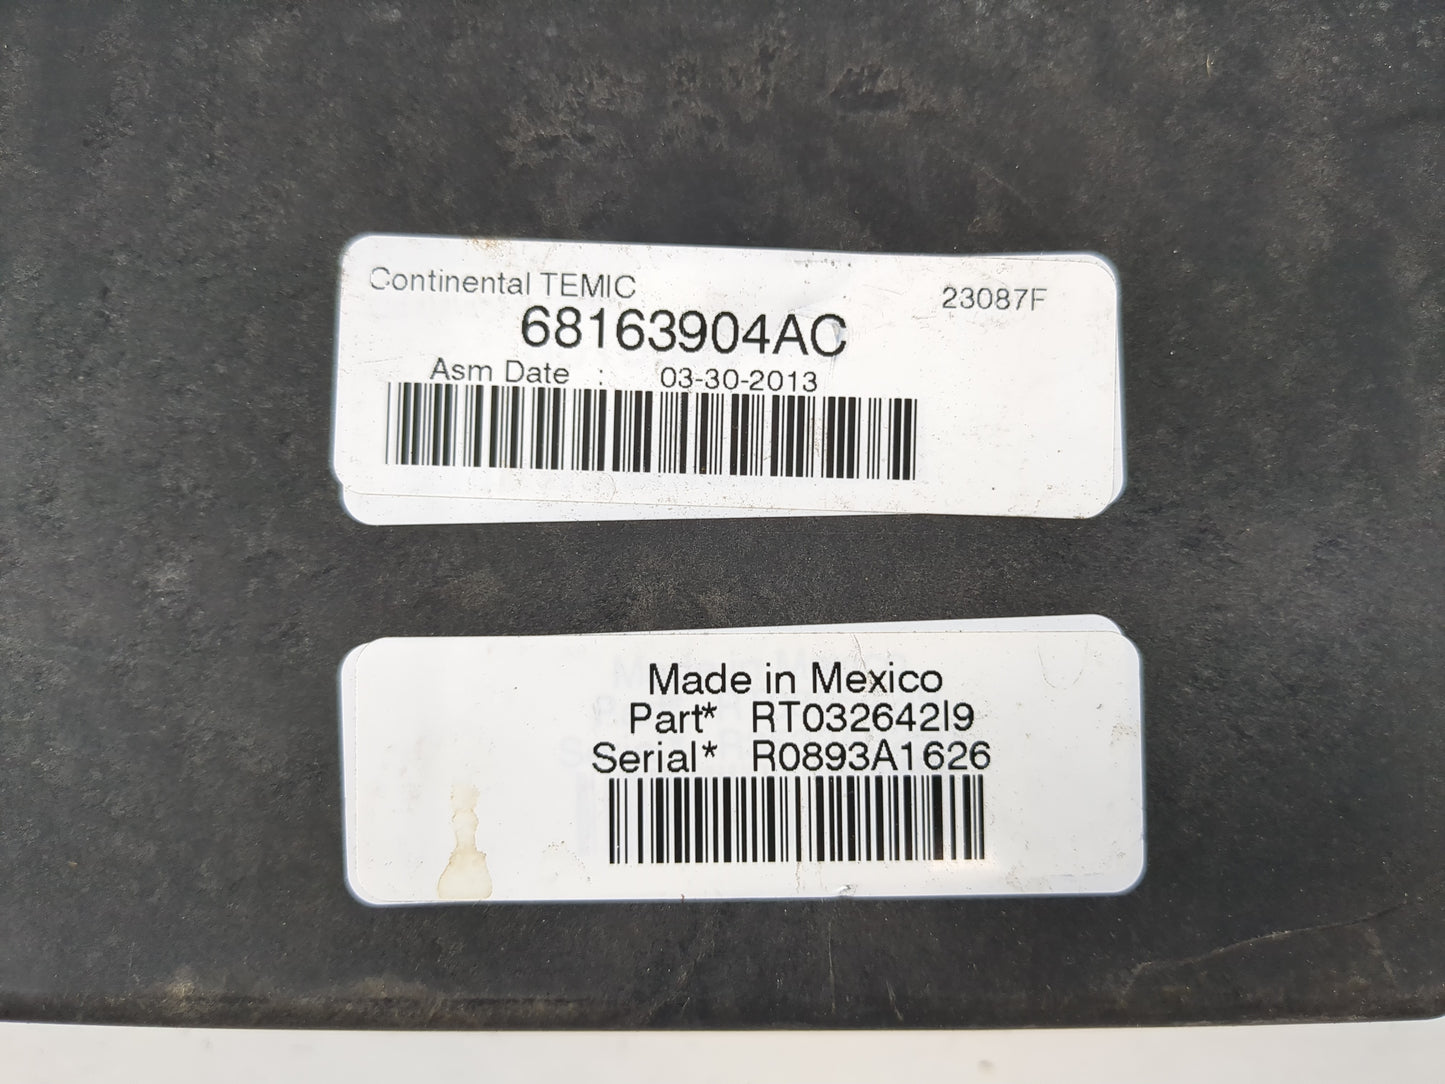 Continental TEMIC 23087F
68163904AC
Asm Date : 03-30-2013
Made in Mexico
Part* RT032642I9
Serial* R0893A1626